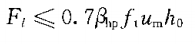 F_l ⩽ 0. 7β_hp f_t u_m h_0